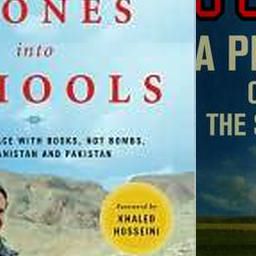 ONES
into
HOOLS
ACE WITH BOOKS, NOT BOMBS,
ANISTAN AND PAKISTAN
Foreword by
KHALED
HOSSEINI
A P
O
THE S